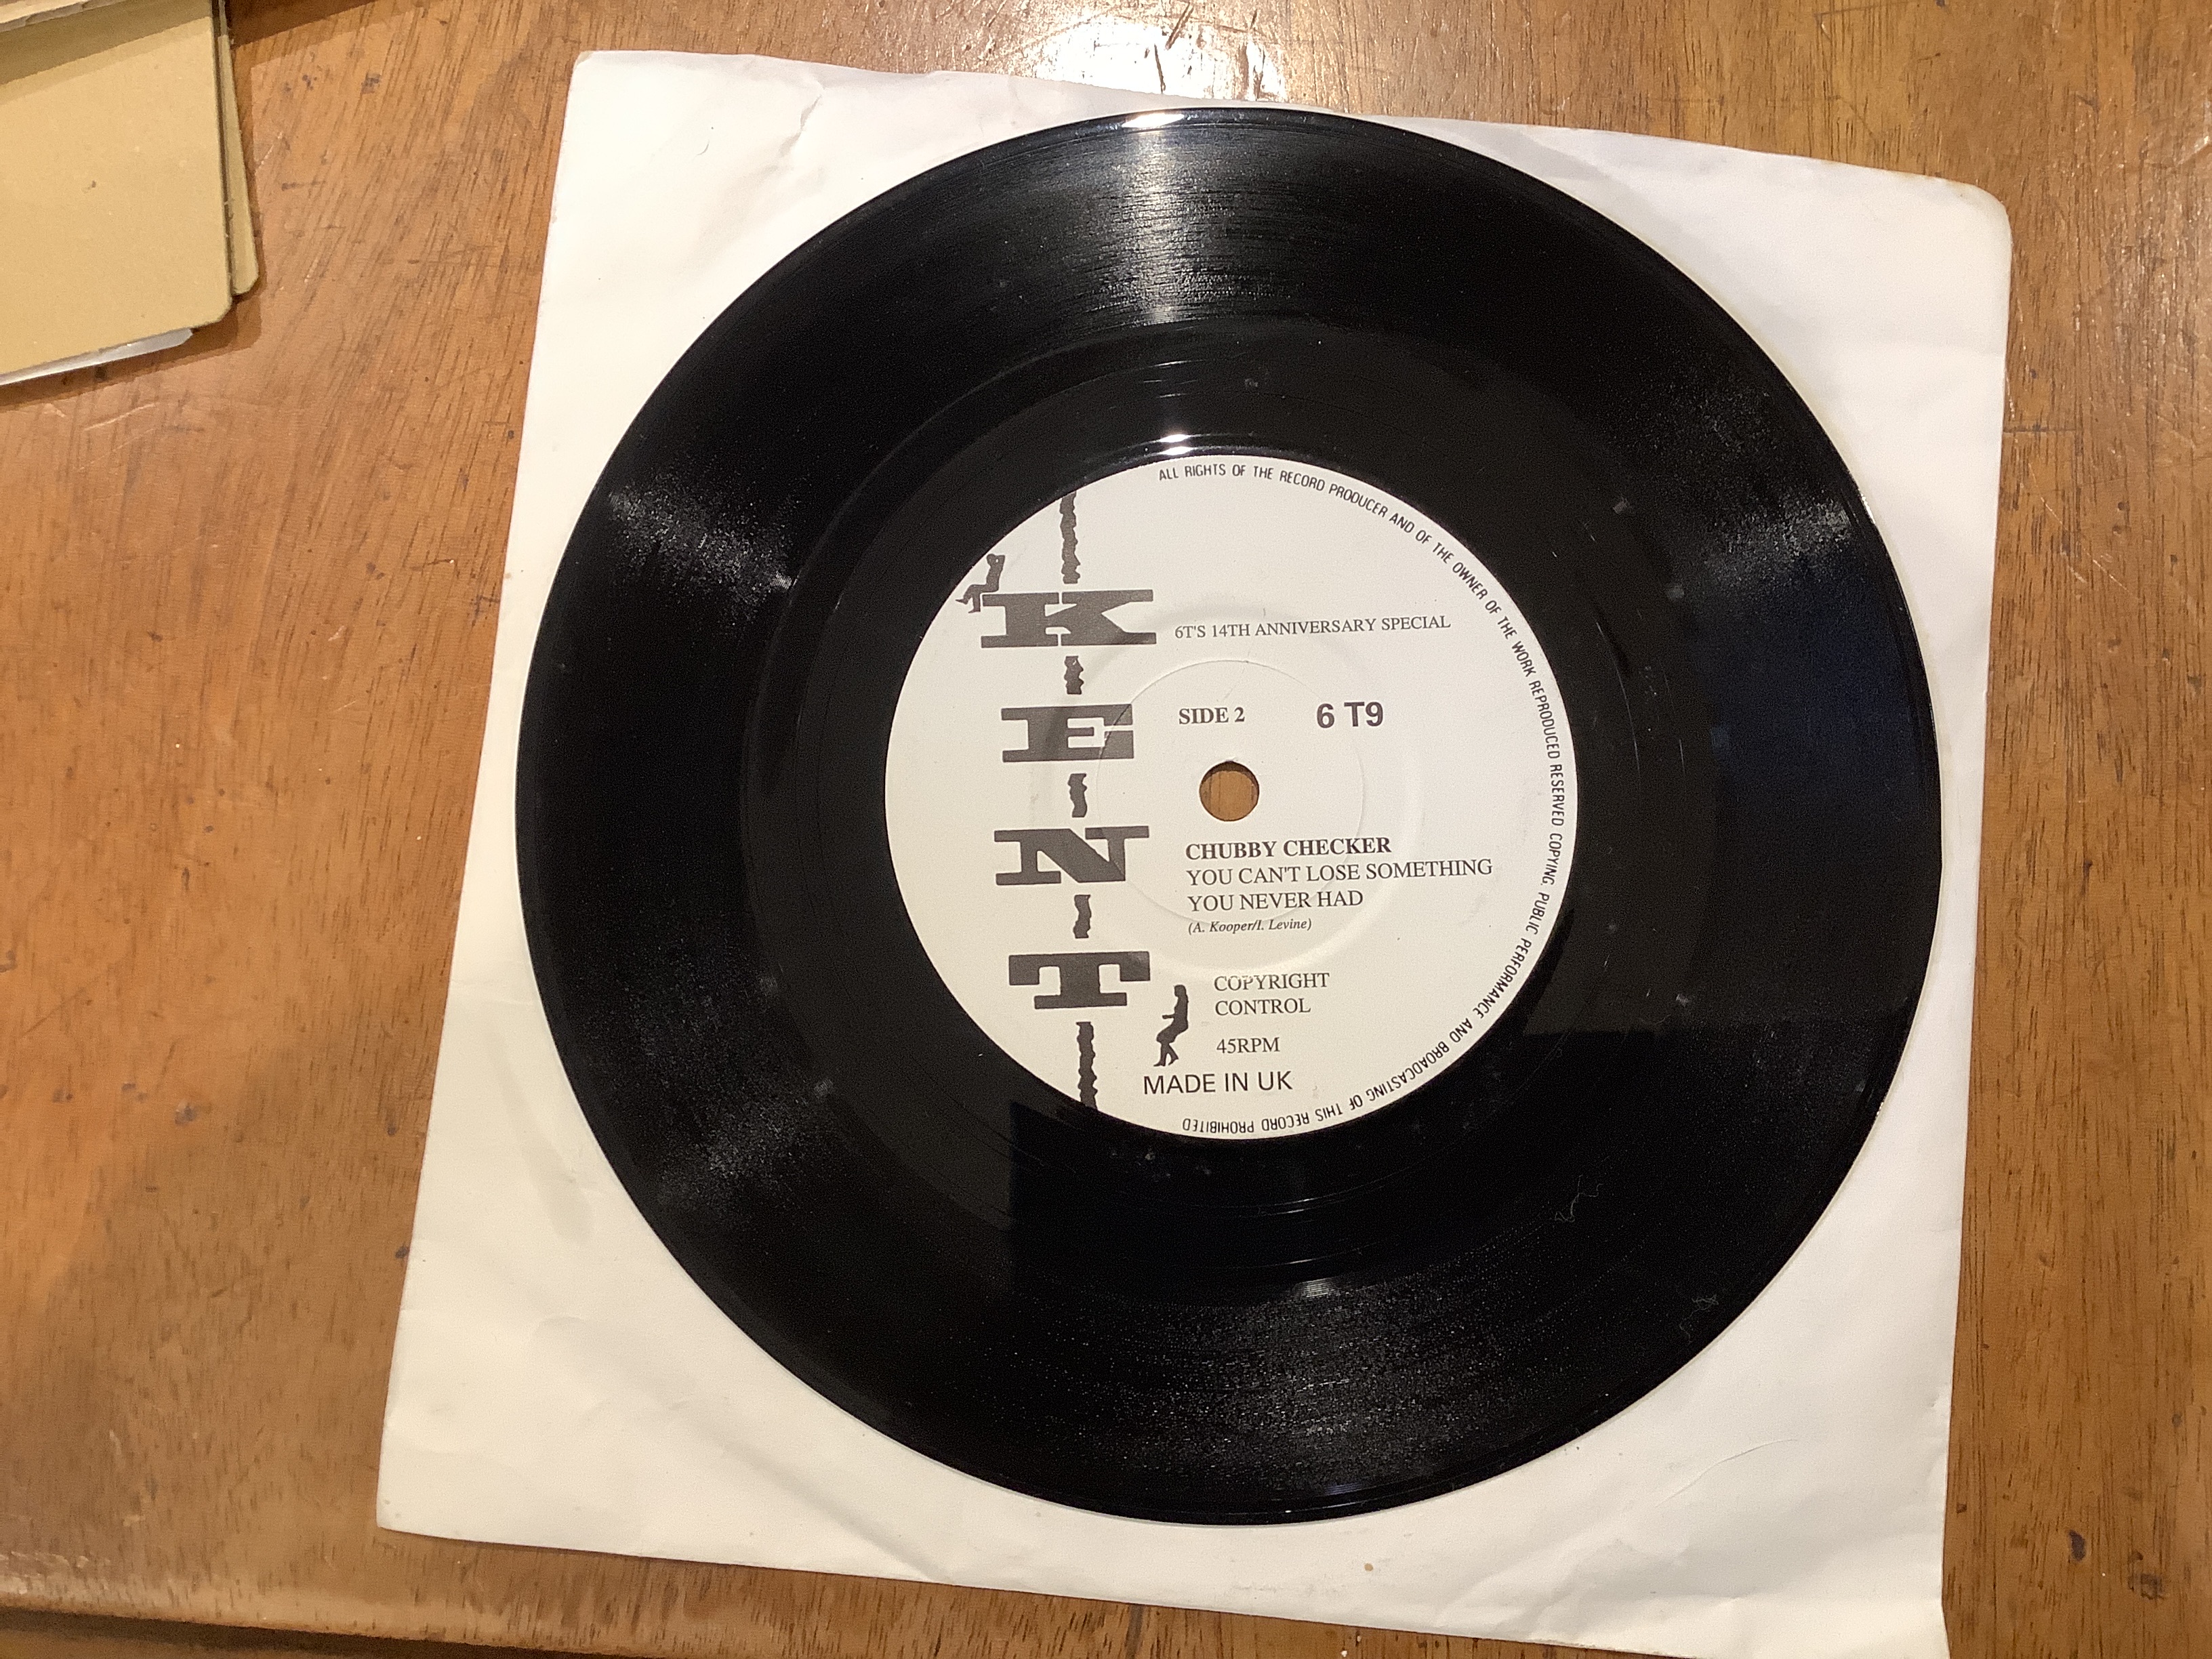 ALL RIGHTS OF THE RECORD PRODUCER AND OF THE OWNER OF THE WORK REPRODUCED RESERVED COPYING PUBLIC PERFORMANCE AND BROADCASTING OF THIS RECORD PROHIBITED
KENT
6T'S 14TH ANNIVERSARY SPECIAL
SIDE 2 6 T9
CHUBBY CHECKER
YOU CAN'T LOSE SOMETHING
YOU NEVER HAD
(A. Kooper/I. Levine)
COPYRIGHT
CONTROL
45RPM
MADE IN UK